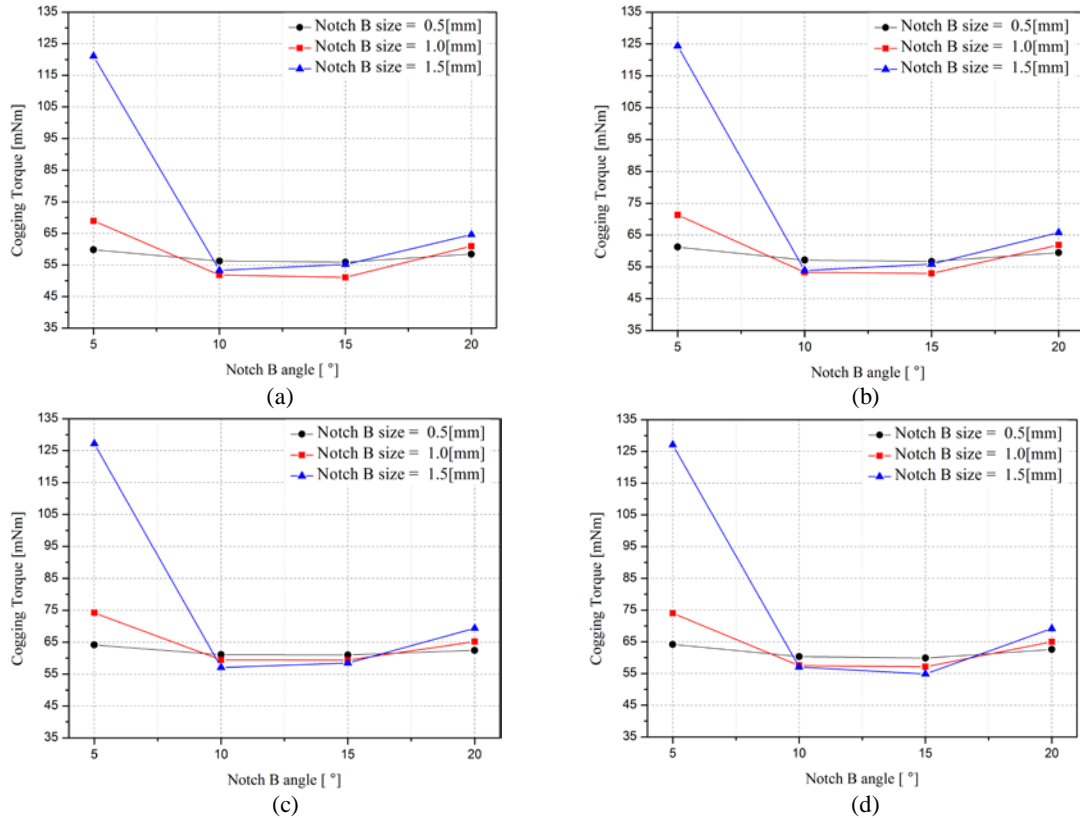 135
125
115
105
95
85
75
65
55
45
35
Cogging Torque [mNm]
Notch B size = 0.5[mm]
Notch B size = 1.0[mm]
Notch B size = 1.5[mm]
5
10
15
20
Notch B angle [ °]
(a)
135
125
115
105
95
85
75
65
55
45
35
Cogging Torque [mNm]
Notch B size = 0.5[mm]
Notch B size = 1.0[mm]
Notch B size = 1.5[mm]
5
10
15
20
Notch B angle [ °]
(b)
135
125
115
105
95
85
75
65
55
45
35
Cogging Torque [mNm]
Notch B size = 0.5[mm]
Notch B size = 1.0[mm]
Notch B size = 1.5[mm]
5
10
15
20
Notch B angle [ °]
(c)
135
125
115
105
95
85
75
65
55
45
35
Cogging Torque [mNm]
Notch B size = 0.5[mm]
Notch B size = 1.0[mm]
Notch B size = 1.5[mm]
5
10
15
20
Notch B angle [ °]
(d)